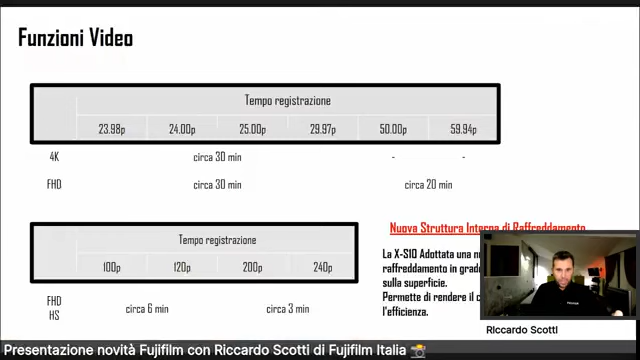 Funzioni Video
Tempo registrazione
23.98p 24.00p 25.00p 29.97p 50.00p 59.94p
4K circa 30 min - -
FHD circa 30 min circa 20 min
Tempo registrazione
100p 120p 200p 240p
FHD
HS
circa 6 min circa 3 min
Nuova Struttura Interna di Raffreddamento
La X-S10 Adottata una
raffreddamento in grado
sulla superficie.
Permette di rendere il
l'efficienza.
Riccardo Scotti
Presentazione novità Fujifilm con Riccardo Scotti di Fujifilm Italia